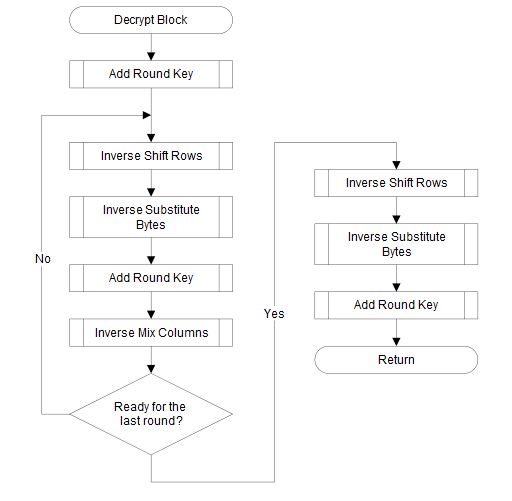 Decrypt Block
Add Round Key
Inverse Shift Rows
Inverse Substitute
Bytes
Add Round Key
Inverse Mix Columns
Ready for the
last round?
No
Yes
Inverse Shift Rows
Inverse Substitute
Bytes
Add Round Key
Return